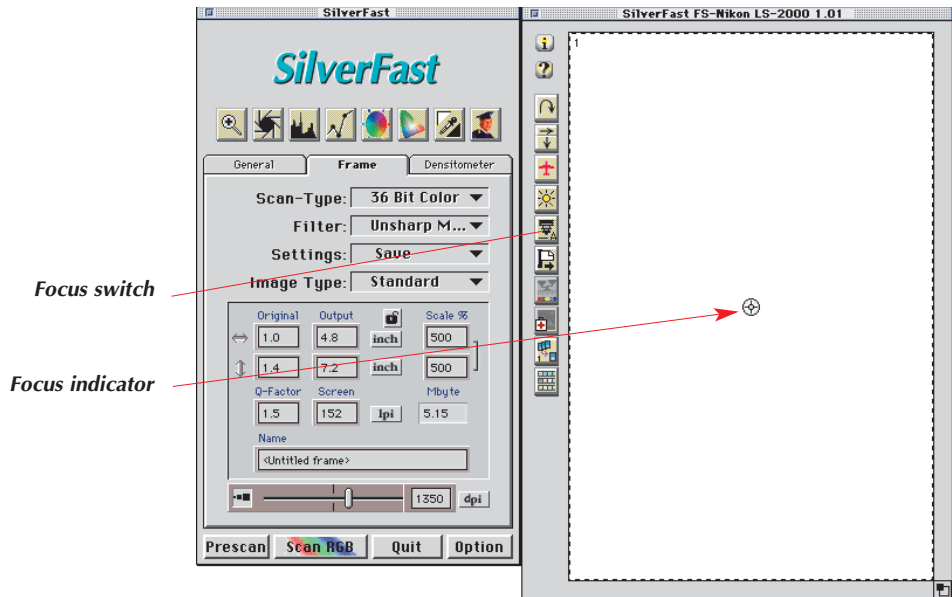 SilverFast
SilverFast
General
Frame
Densitometer
Scan-Type: 36 Bit Color
Filter: Unsharp M...
Settings: Save
Image Type: Standard
Original Output Scale %
1.0 4.8 inch 500
1.4 7.2 inch 500
Q-Factor Screen Mbyte
1.5 152 lpi 5.15
Name
<Untitled frame>
1350 dpi
Prescan Scan RGB Quit Option
Focus switch
Focus indicator
SilverFast FS-Nikon LS-2000 1.01
1
i
?
A
1